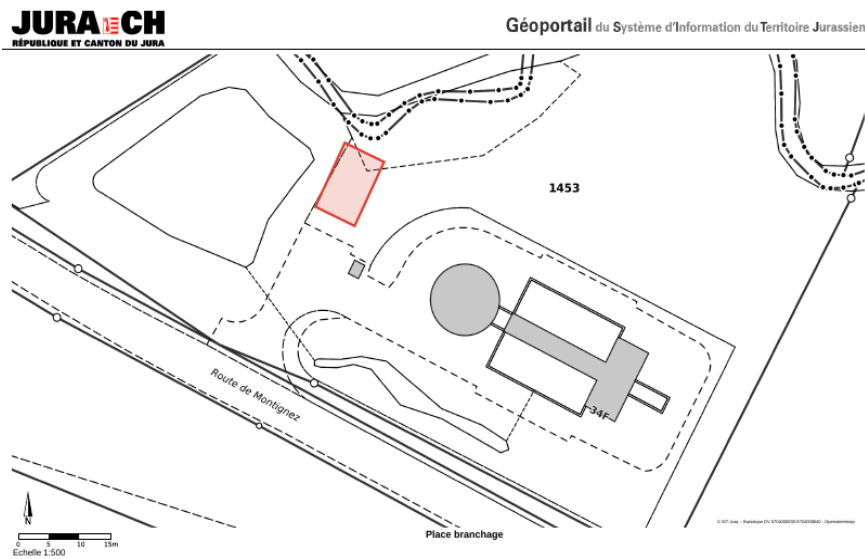 JURA CH
RÉPUBLIQUE ET CANTON DU JURA
Géoportail du Système d'Information du Territoire Jurassien
1453
Route de Montignez
34F
N
0 5 10 15m
Echelle 1:500
Place branchage